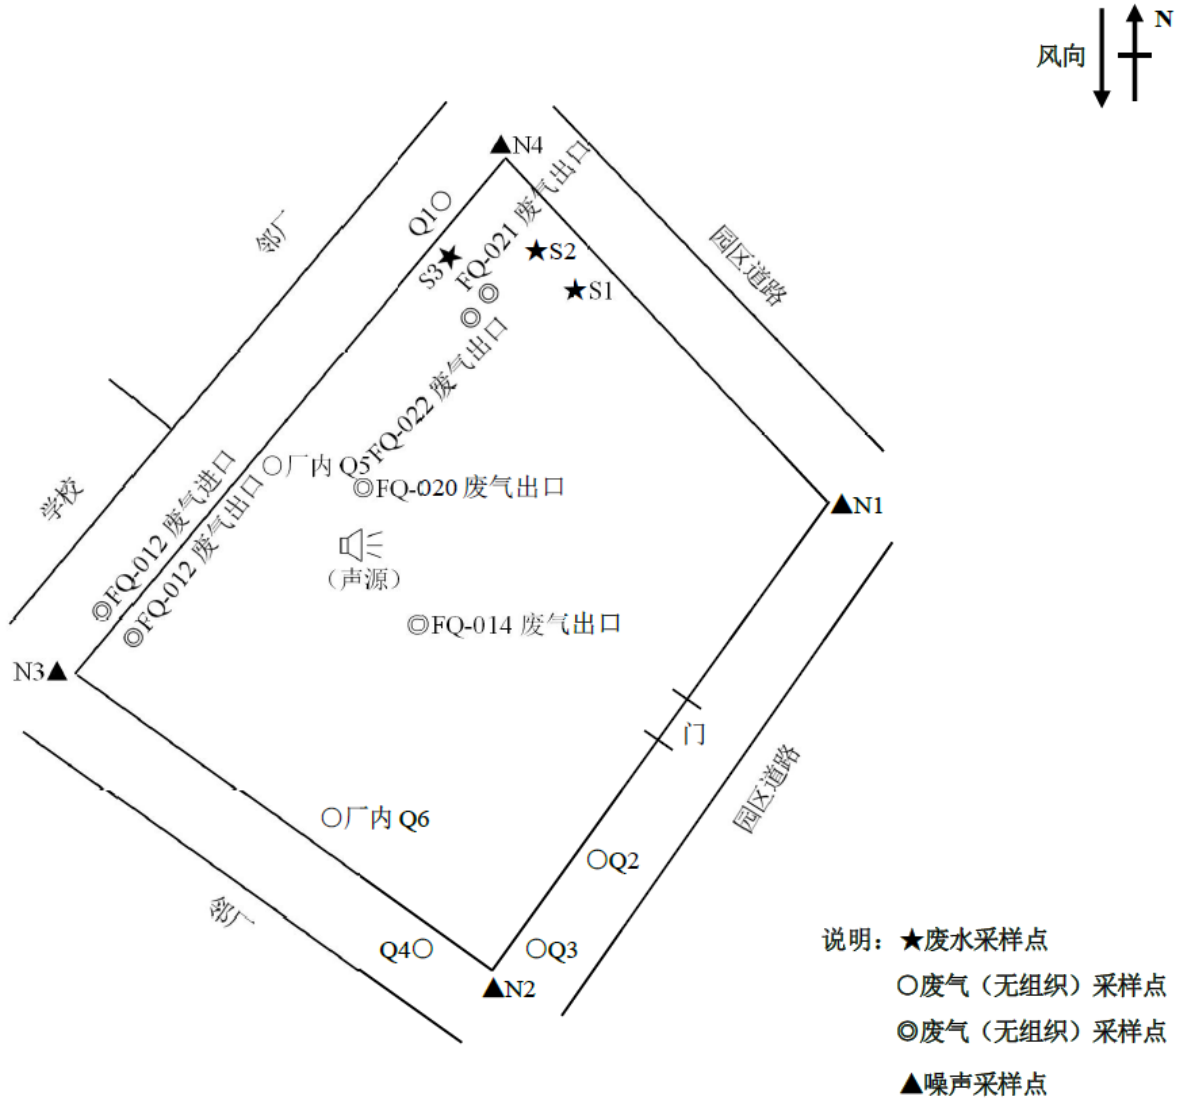 N
风向
N4
Q1
FQ-021 废气出口
邻厂
S3
S2
S1
园区道路
FQ-022 废气出口
厂内 Q5
FQ-020 废气出口
学校
FQ-012 废气进口
FQ-012 废气出口
N1
（声源）
FQ-014 废气出口
N3
门
园区道路
厂内 Q6
Q2
邻厂
Q4
Q3
N2
说明：★废水采样点
○废气（无组织）采样点
◎废气（无组织）采样点
▲噪声采样点